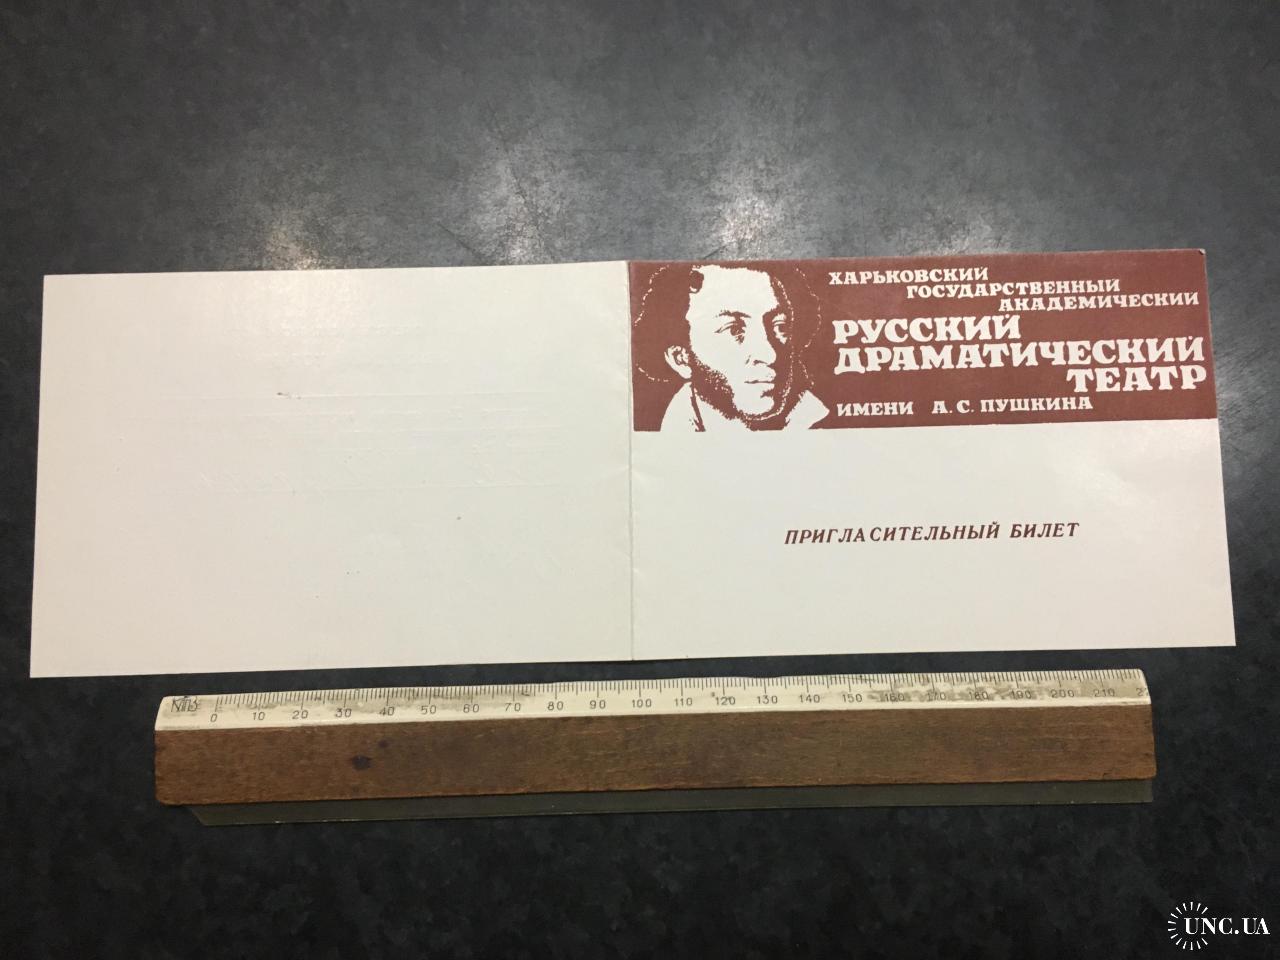 ХАРЬКОВСКИЙ
ГОСУДАРСТВЕННЫЙ
АКАДЕМИЧЕСКИЙ
РУССКИЙ
ДРАМАТИЧЕСКИЙ
ТЕАТР
ИМЕНИ А. С. ПУШКИНА
ПРИГЛАСИТЕЛЬНЫЙ БИЛЕТ
0 10 20 30 40 50 60 70 80 90 100 110 120 130 140 150 160 170 180 190 200 210
UNC.UA